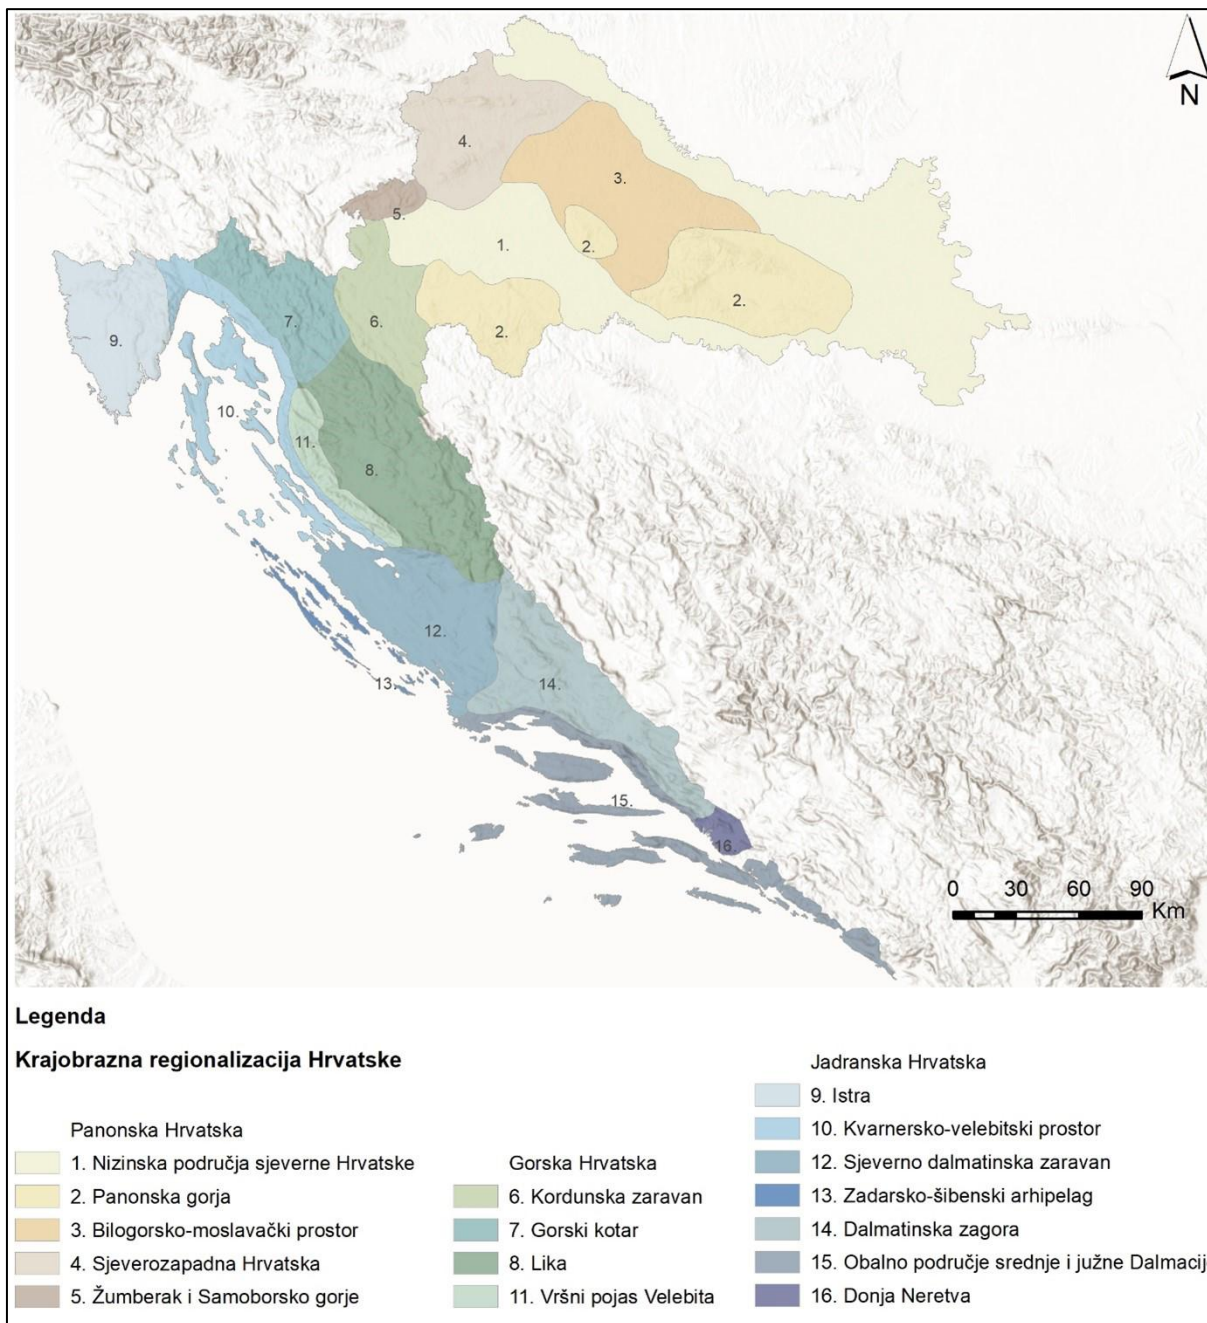 N
4.
3.
5.
1.
2.
2.
7.
6.
2.
9.
10.
11.
8.
12.
13.
14.
15.
16.
0 30 60 90
Km
Legenda
Krajobrazna regionalizacija Hrvatske
Panonska Hrvatska
1. Nizinska područja sjeverne Hrvatske
2. Panonska gorja
3. Bilogorsko-moslavački prostor
4. Sjeverozapadna Hrvatska
5. Žumberak i Samoborsko gorje
Gorska Hrvatska
6. Kordunska zaravan
7. Gorski kotar
8. Lika
11. Vršni pojas Velebita
Jadranska Hrvatska
9. Istra
10. Kvarnersko-velebitski prostor
12. Sjeverno dalmatinska zaravan
13. Zadarsko-šibenski arhipelag
14. Dalmatinska zagora
15. Obalno područje srednje i južne Dalmacij
16. Donja Neretva